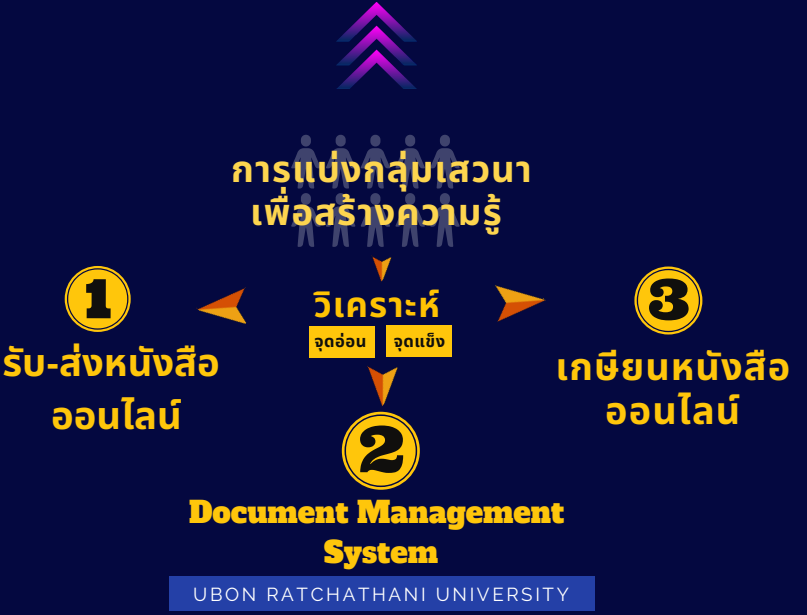 การแบ่งกลุ่มเสวนา
เพื่อสร้างความรู้
วิเคราะห์
จุดอ่อน จุดแข็ง
1
รับ-ส่งหนังสือ
ออนไลน์
2
Document Management
System
3
เกษียนหนังสือ
ออนไลน์
UBON RATCHATHANI UNIVERSITY